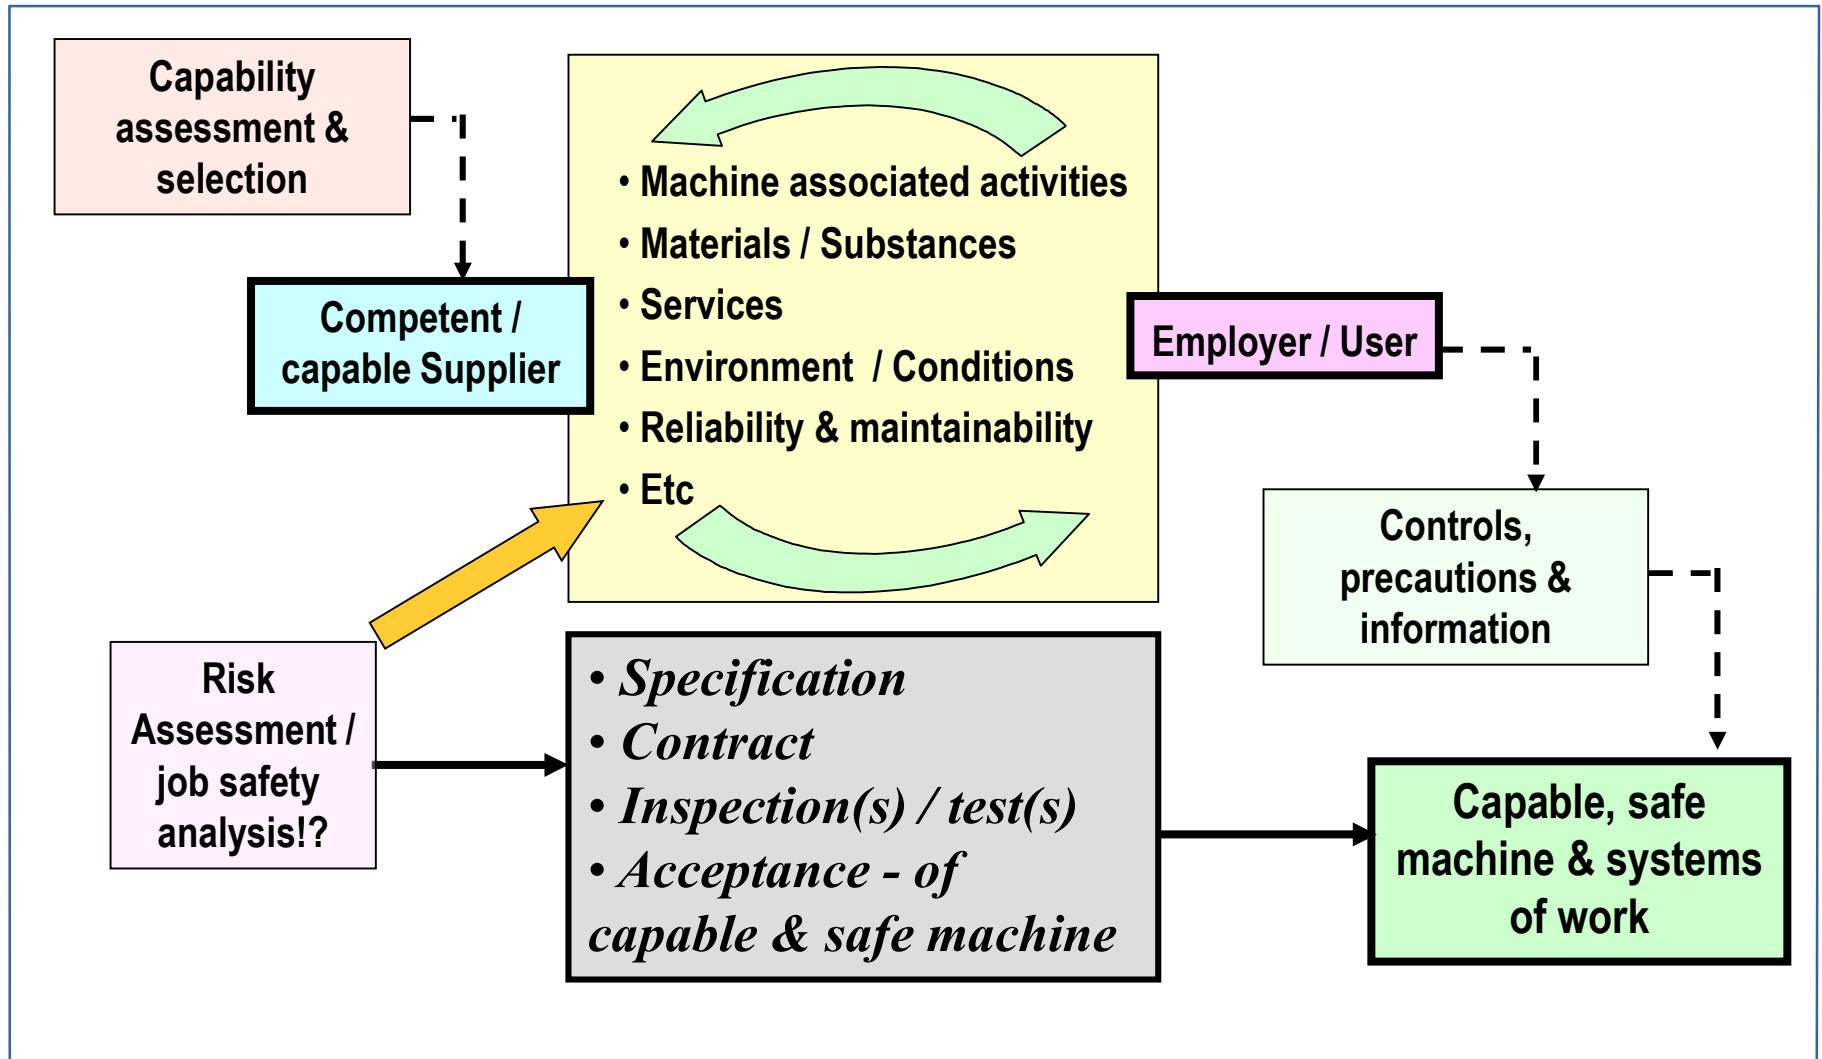 Capability
assessment &
selection
Competent /
capable Supplier
• Machine associated activities
• Materials / Substances
• Services
• Environment  / Conditions
• Reliability & maintainability
• Etc
Employer / User
Controls,
precautions &
information
Risk
Assessment /
job safety
analysis!?
• Specification
• Contract
• Inspection(s) / test(s)
• Acceptance - of
capable & safe machine
Capable, safe
machine & systems
of work